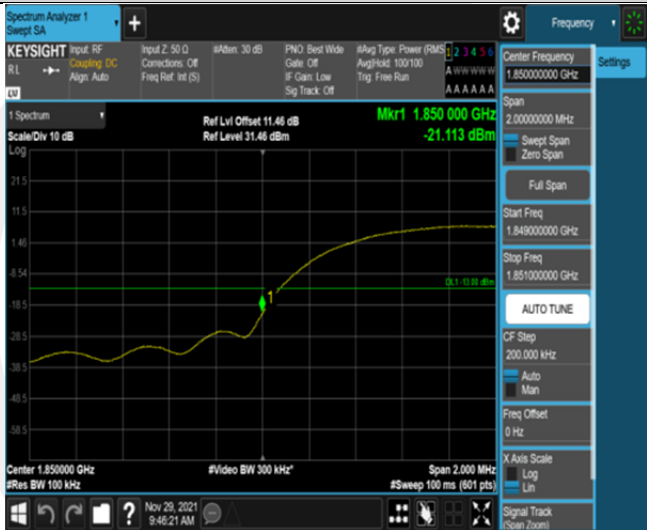 Spectrum Analyzer 1
Swept SA
Frequency
KEYSIGHT
RL
LV
Input: RF
Coupling: DC
Align: Auto
Input Z: 50 Ω
Corrections: Off
Freq Ref: Int (S)
#Atten: 30 dB
PNO: Best Wide
Gate: Off
IF Gain: Low
Sig Track: Off
#Avg Type: Power (RMS
Avg|Hold: 100/100
Trig: Free Run
1 2 3 4 5 6
A W W W W W
A A A A A A
1 Spectrum
Scale/Div 10 dB
Log
Ref Lvl Offset 11.46 dB
Ref Level 31.46 dBm
Mkr1 1.850 000 GHz
-21.113 dBm
21.5
11.5
1.46
-8.54
-18.5
-28.5
-38.5
-48.5
-58.5
DL1 -13.00 dBm
1
Center 1.850000 GHz
#Res BW 100 kHz
#Video BW 300 kHz*
Span 2.000 MHz
#Sweep 100 ms (601 pts)
Center Frequency
1.850000000 GHz
Settings
Span
2.00000000 MHz
Swept Span
Zero Span
Full Span
Start Freq
1.849000000 GHz
Stop Freq
1.851000000 GHz
AUTO TUNE
CF Step
200.000 kHz
Auto
Man
Freq Offset
0 Hz
X Axis Scale
Log
Lin
Signal Track
(Span Zoom)
?
Nov 29, 2021
9:46:21 AM